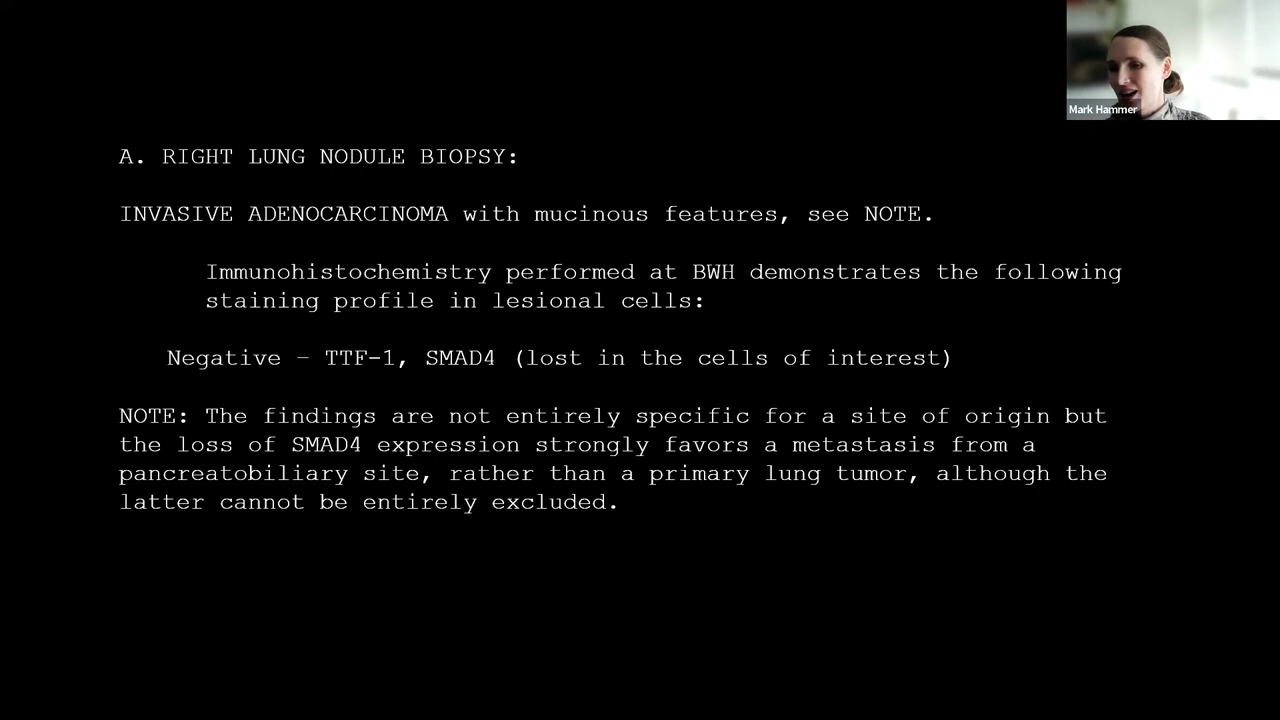 Mark Hammer
A. RIGHT LUNG NODULE BIOPSY:
INVASIVE ADENOCARCINOMA with mucinous features, see NOTE.
Immunohistochemistry performed at BWH demonstrates the following
staining profile in lesional cells:
Negative – TTF-1, SMAD4 (lost in the cells of interest)
NOTE: The findings are not entirely specific for a site of origin but
the loss of SMAD4 expression strongly favors a metastasis from a
pancreatobiliary site, rather than a primary lung tumor, although the
latter cannot be entirely excluded.